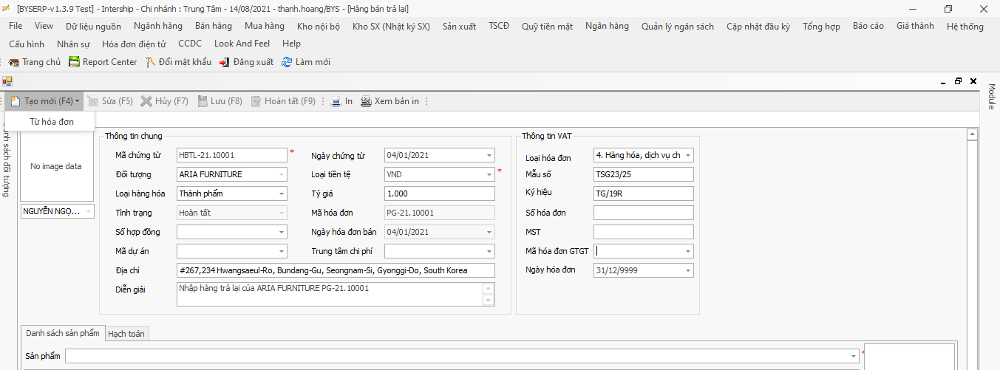 [BYSERP-v1.3.9 Test] - Intership - Chi nhánh : Trung Tâm - 14/08/2021 - thanh.hoang/BYS - [Hàng bán trả lại]
File View Dữ liệu nguồn Ngành hàng Bán hàng Mua hàng Kho nội bộ Kho SX (Nhật ký SX) Sản xuất TSCĐ Quỹ tiền mặt Ngân hàng Quản lý ngân sách Cập nhật đầu kỳ Tổng hợp Báo cáo Giá thành Hệ thống
Cấu hình Nhân sự Hóa đơn điện tử CCDC Look And Feel Help
Trang chủ Report Center Đổi mật khẩu Đăng xuất Làm mới
Tạo mới (F4) Sửa (F5) Hủy (F7) Lưu (F8) Hoàn tất (F9) In Xem bản in
Module
Từ hóa đơn
sách đối tượng
No image data
NGUYỄN NGỌ...
Thông tin chung
Mã chứng từ HBTL-21.10001 * Ngày chứng từ 04/01/2021
Đối tượng ARIA FURNITURE Loại tiền tệ VND *
Loại hàng hóa Thành phẩm Tỷ giá 1.000
Tình trạng Hoàn tất Mã hóa đơn PG-21.10001
Số hợp đồng Ngày hóa đơn bán 04/01/2021
Mã dự án Trung tâm chi phí
Địa chỉ #267,234 Hwangsaeul-Ro, Bundang-Gu, Seongnam-Si, Gyonggi-Do, South Korea
Diễn giải Nhập hàng trả lại của ARIA FURNITURE PG-21.10001
Thông tin VAT
Loại hóa đơn 4. Hàng hóa, dịch vụ ch
Mẫu số TSG23/25
Ký hiệu TG/19R
Số hóa đơn
MST
Mã hóa đơn GTGT
Ngày hóa đơn 31/12/9999
Danh sách sản phẩm Hạch toán
Sản phẩm *